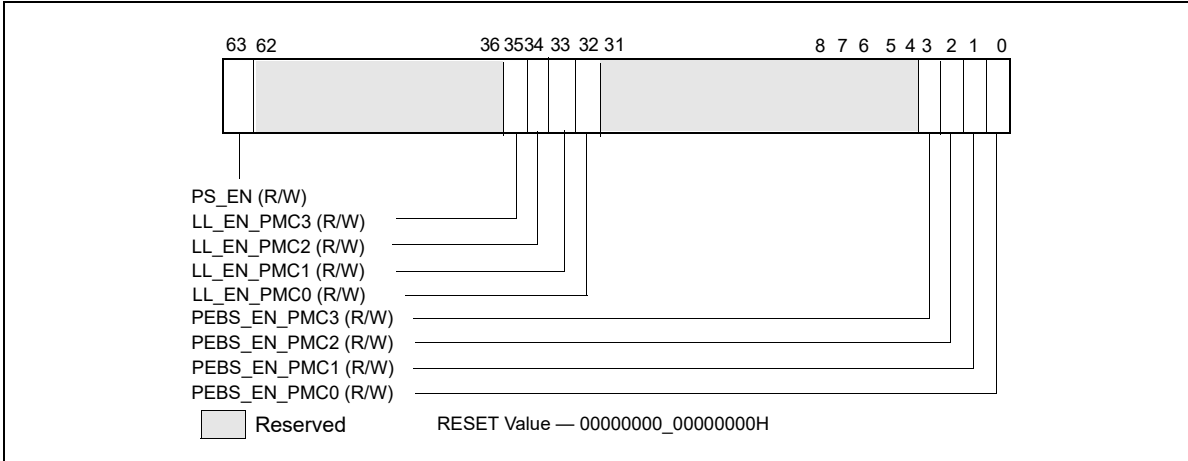 63 62 36 35 34 33 32 31 8 7 6 5 4 3 2 1 0
PS_EN (R/W)
LL_EN_PMC3 (R/W)
LL_EN_PMC2 (R/W)
LL_EN_PMC1 (R/W)
LL_EN_PMC0 (R/W)
PEBS_EN_PMC3 (R/W)
PEBS_EN_PMC2 (R/W)
PEBS_EN_PMC1 (R/W)
PEBS_EN_PMC0 (R/W)
Reserved RESET Value — 00000000_00000000H